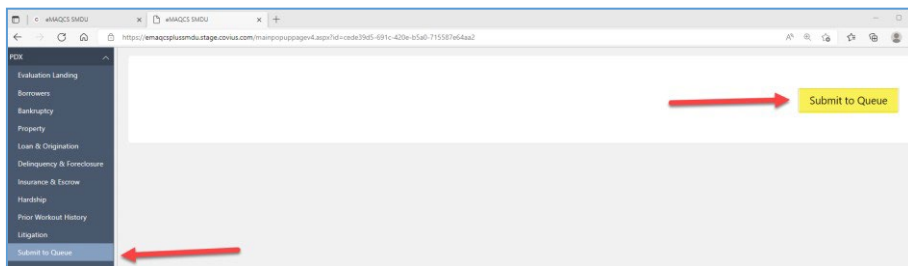 eMAQCS SMDU
eMAQCS SMDU
https://emaqcsplussmdu.stage.covius.com/mainpopuppagev4.aspx?id=cede39d5-691c-420e-b5a0-715587e64aa2
PDX
Evaluation Landing
Borrowers
Bankruptcy
Property
Loan & Origination
Delinquency & Foreclosure
Insurance & Escrow
Hardship
Prior Workout History
Litigation
Submit to Queue
Submit to Queue